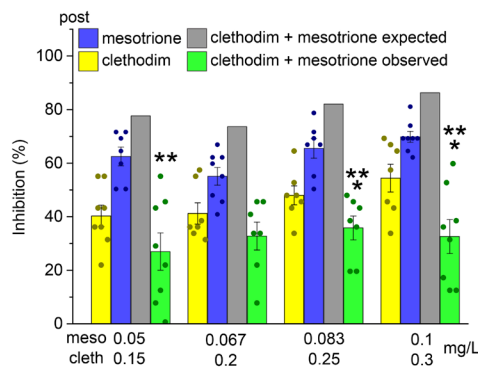 post
mesotrione
clethodim + mesotrione expected
clethodim
clethodim + mesotrione observed
Inhibition (%)
100
80
60
40
20
0
**
**
*
**
*
meso 0.05 0.067 0.083 0.1
cleth 0.15 0.2 0.25 0.3
mg/L